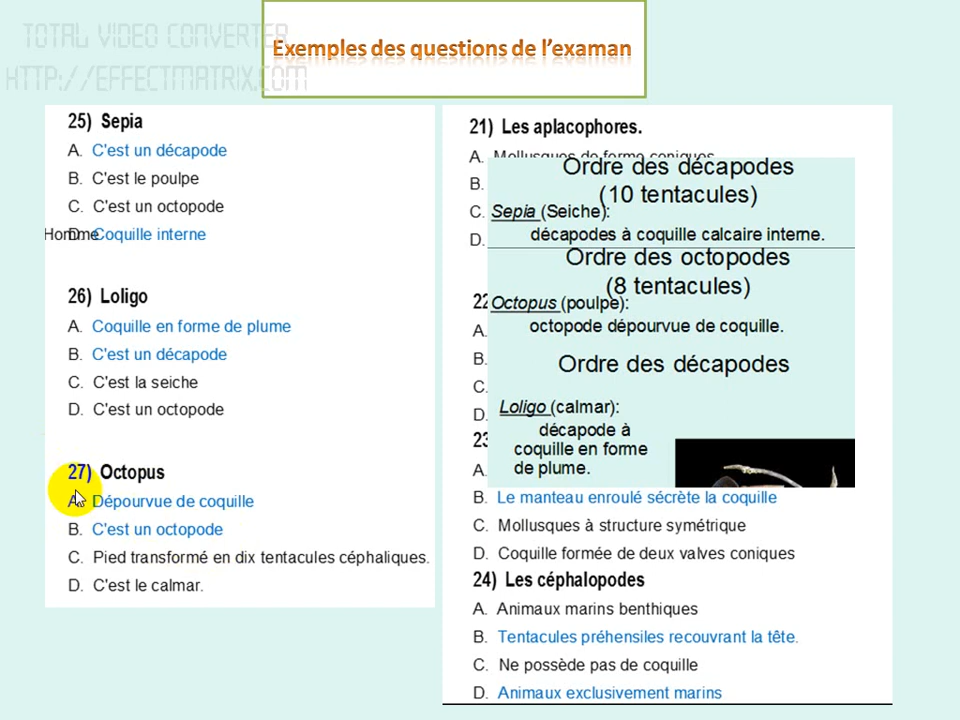 TOTAL VIDEO CONVERTER
HTTP://EFFECTMATRIX.COM
Exemples des questions de l'examan
25) Sepia
A. C'est un décapode
B. C'est le poulpe
C. C'est un octopode
Homme
D. Coquille interne
26) Loligo
A. Coquille en forme de plume
B. C'est un décapode
C. C'est la seiche
D. C'est un octopode
27) Octopus
A. Dépourvue de coquille
B. C'est un octopode
C. Pied transformé en dix tentacules céphaliques.
D. C'est le calmar.
21) Les aplacophores.
A. Mollusques de forme coniques
B.
C.
D.
Ordre des décapodes
(10 tentacules)
Sepia (Seiche):
décapodes à coquille calcaire interne.
Ordre des octopodes
(8 tentacules)
Octopus (poulpe):
octopode dépourvue de coquille.
Ordre des décapodes
Loligo (calmar):
décapode à
coquille en forme
de plume.
22
A.
B.
C.
D.
23
A.
B. Le manteau enroulé sécrète la coquille
C. Mollusques à structure symétrique
D. Coquille formée de deux valves coniques
24) Les céphalopodes
A. Animaux marins benthiques
B. Tentacules préhensiles recouvrant la tête.
C. Ne possède pas de coquille
D. Animaux exclusivement marins